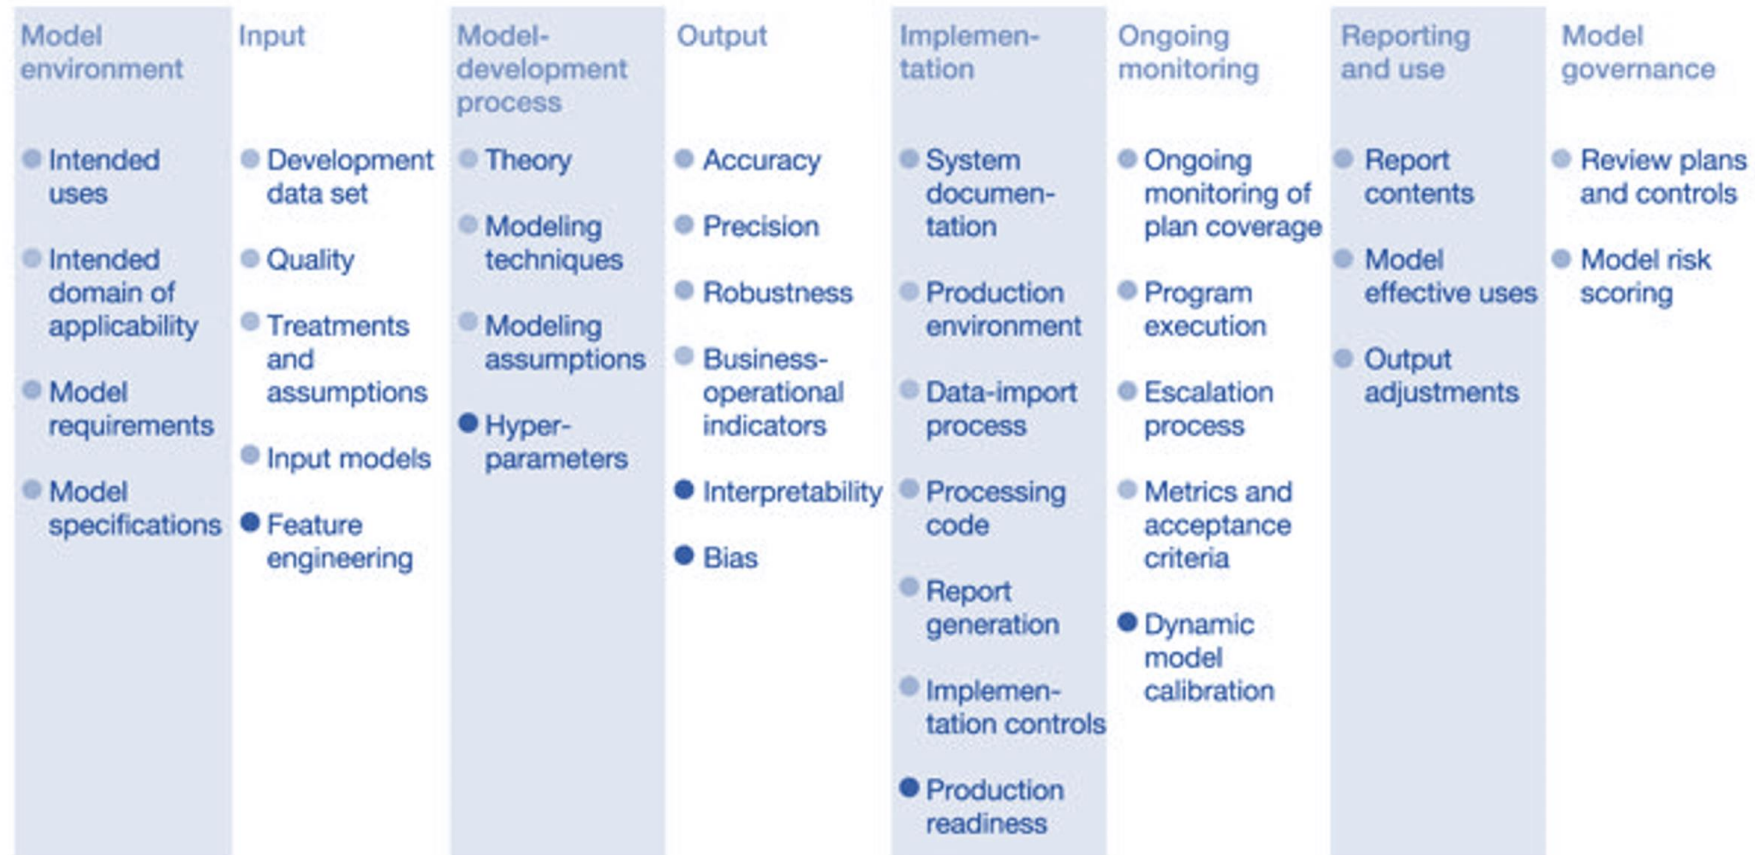 Model
environment
Intended
uses
Intended
domain of
applicability
Model
requirements
Model
specifications
Input
Development
data set
Quality
Treatments
and
assumptions
Input models
Feature
engineering
Model-
development
process
Theory
Modeling
techniques
Modeling
assumptions
Hyper-
parameters
Output
Accuracy
Precision
Robustness
Business-
operational
indicators
Interpretability
Bias
Implemen-
tation
System
documen-
tation
Production
environment
Data-import
process
Processing
code
Report
generation
Implemen-
tation controls
Production
readiness
Ongoing
monitoring
Ongoing
monitoring of
plan coverage
Program
execution
Escalation
process
Metrics and
acceptance
criteria
Dynamic
model
calibration
Reporting
and use
Report
contents
Model
effective uses
Output
adjustments
Model
governance
Review plans
and controls
Model risk
scoring